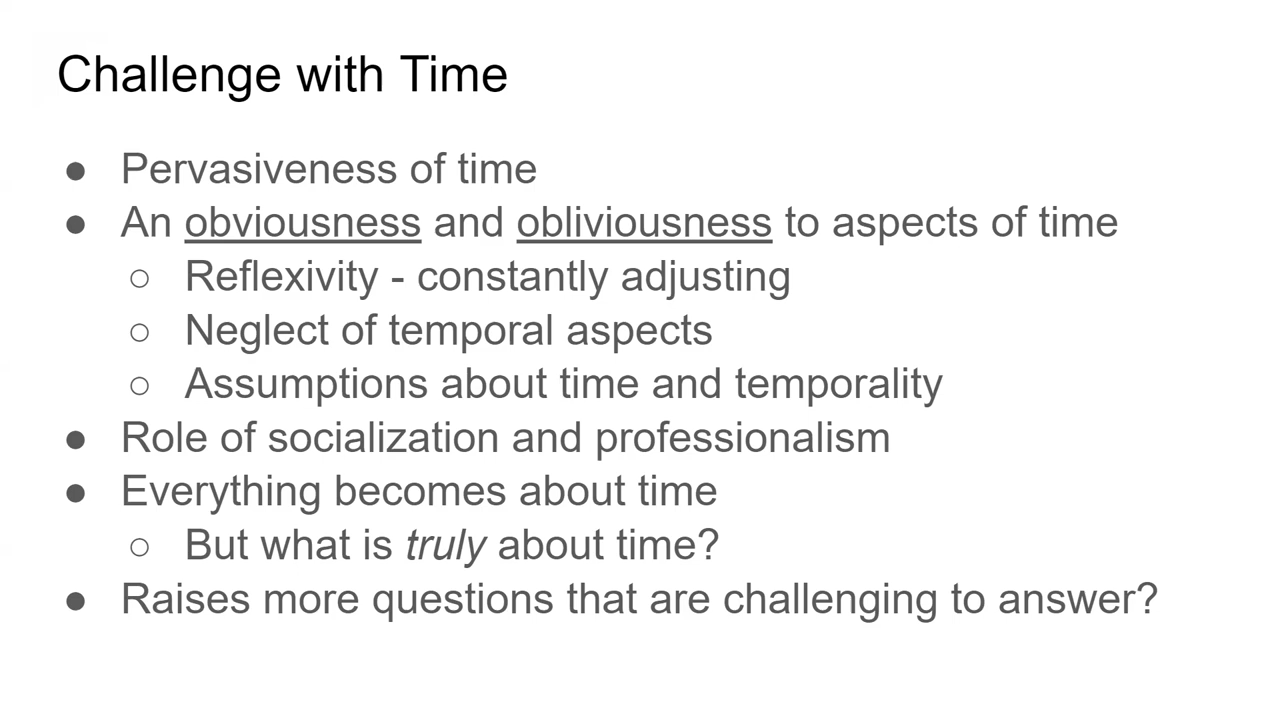 Challenge with Time
● Pervasiveness of time
● An obviousness and obliviousness to aspects of time
○ Reflexivity - constantly adjusting
○ Neglect of temporal aspects
○ Assumptions about time and temporality
● Role of socialization and professionalism
● Everything becomes about time
○ But what is truly about time?
● Raises more questions that are challenging to answer?